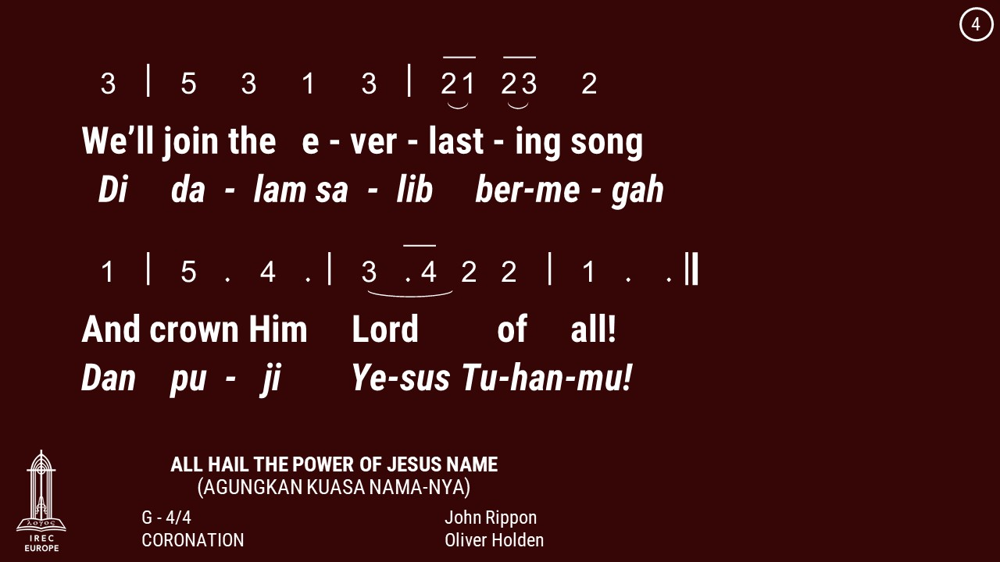 4
3 | 5 3 1 3 | 21 23 2
We’ll join the e - ver - last - ing song
Di da - lam sa - lib ber-me - gah
1 | 5 . 4 . | 3 . 4 2 2 | 1 . . ||
And crown Him Lord of all!
Dan pu - ji Ye-sus Tu-han-mu!
ALL HAIL THE POWER OF JESUS NAME
(AGUNGKAN KUASA NAMA-NYA)
G - 4/4 John Rippon
CORONATION Oliver Holden
λογος
IREC
EUROPE